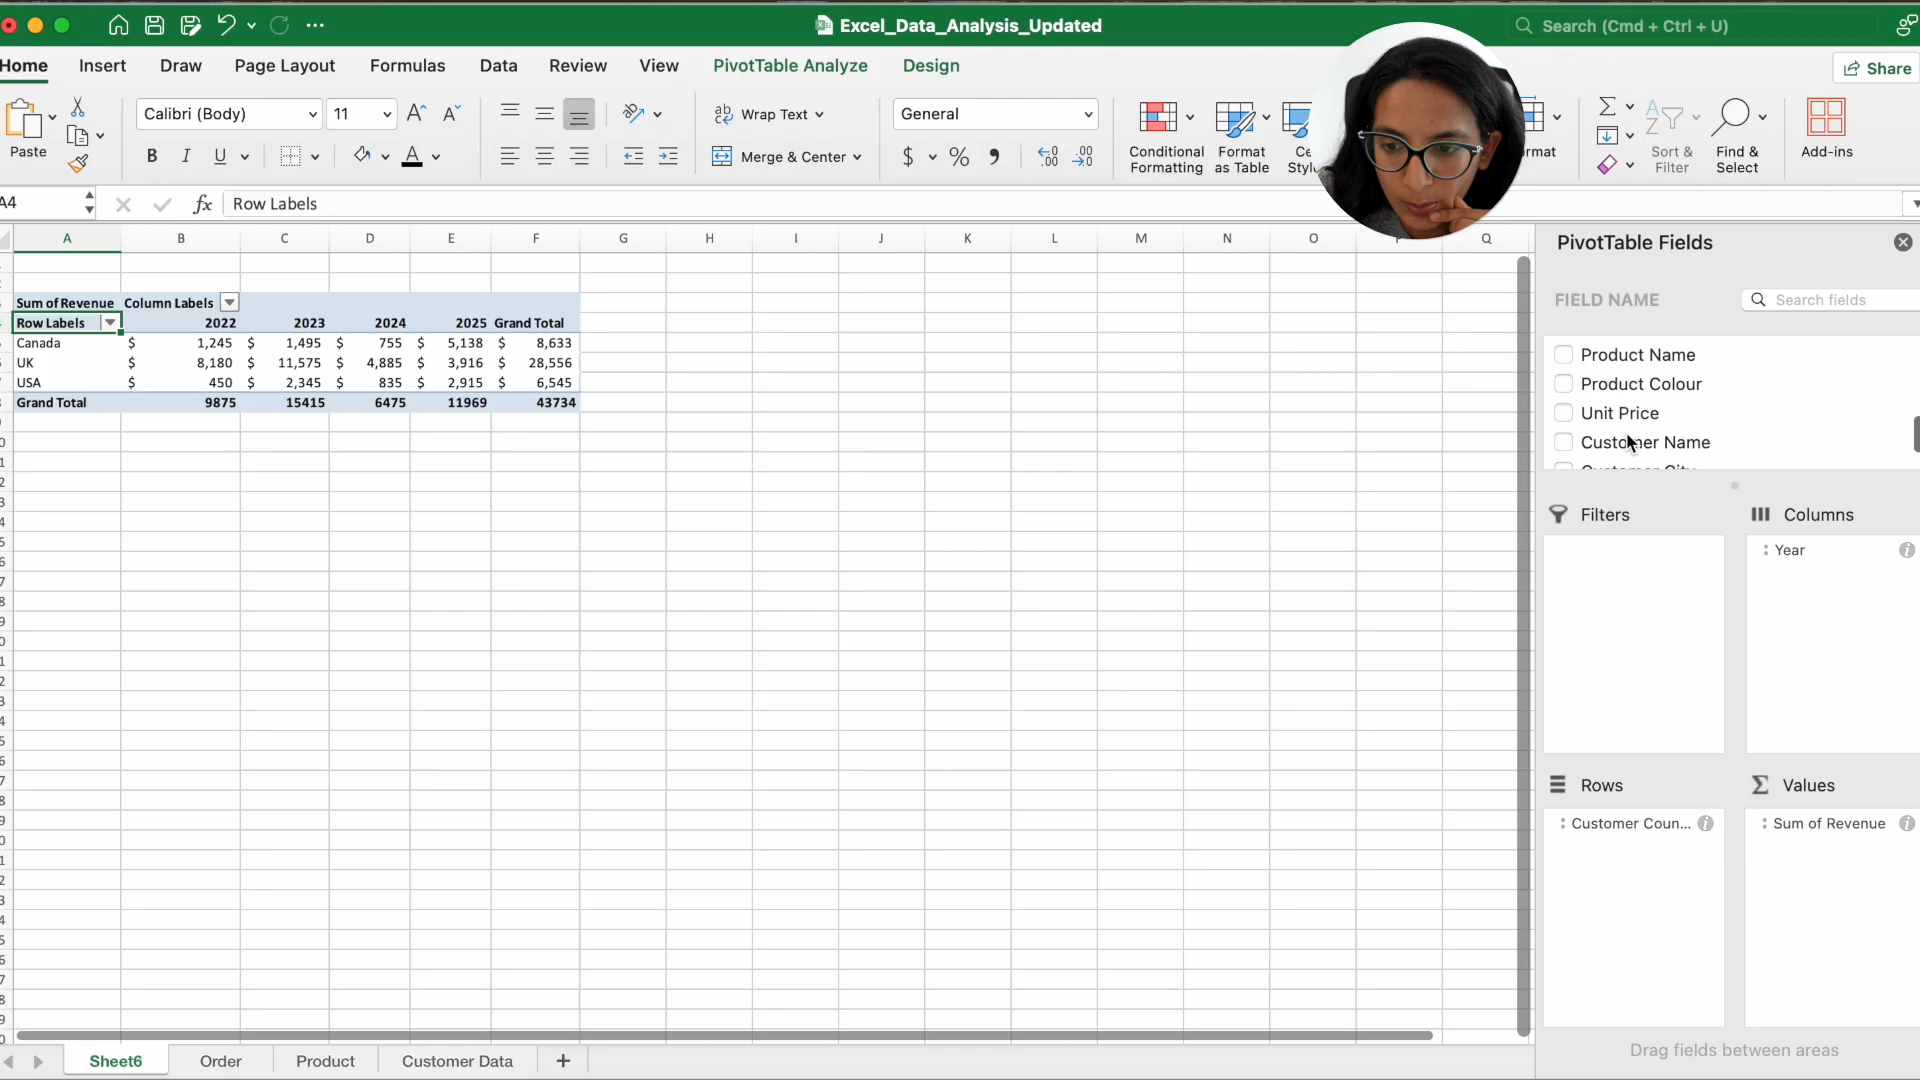 Excel_Data_Analysis_Updated
Search (Cmd + Ctrl + U)
Home Insert Draw Page Layout Formulas Data Review View PivotTable Analyze Design
Share
Paste
Calibri (Body) 11
B I U
Wrap Text
Merge & Center
General
$ %
Conditional Formatting
Format as Table
Sort & Filter
Find & Select
Add-ins
A4
fx Row Labels
A B C D E F G H I J K L M N O Q
Sum of Revenue Column Labels
Row Labels 2022 2023 2024 2025 Grand Total
Canada $ 1,245 $ 1,495 $ 755 $ 5,138 $ 8,633
UK $ 8,180 $ 11,575 $ 4,885 $ 3,916 $ 28,556
USA $ 450 $ 2,345 $ 835 $ 2,915 $ 6,545
Grand Total 9875 15415 6475 11969 43734
PivotTable Fields
FIELD NAME
Search fields
Product Name
Product Colour
Unit Price
Customer Name
Filters
Columns
Year
Rows
Values
Customer Coun...
Sum of Revenue
Drag fields between areas
Sheet6 Order Product Customer Data